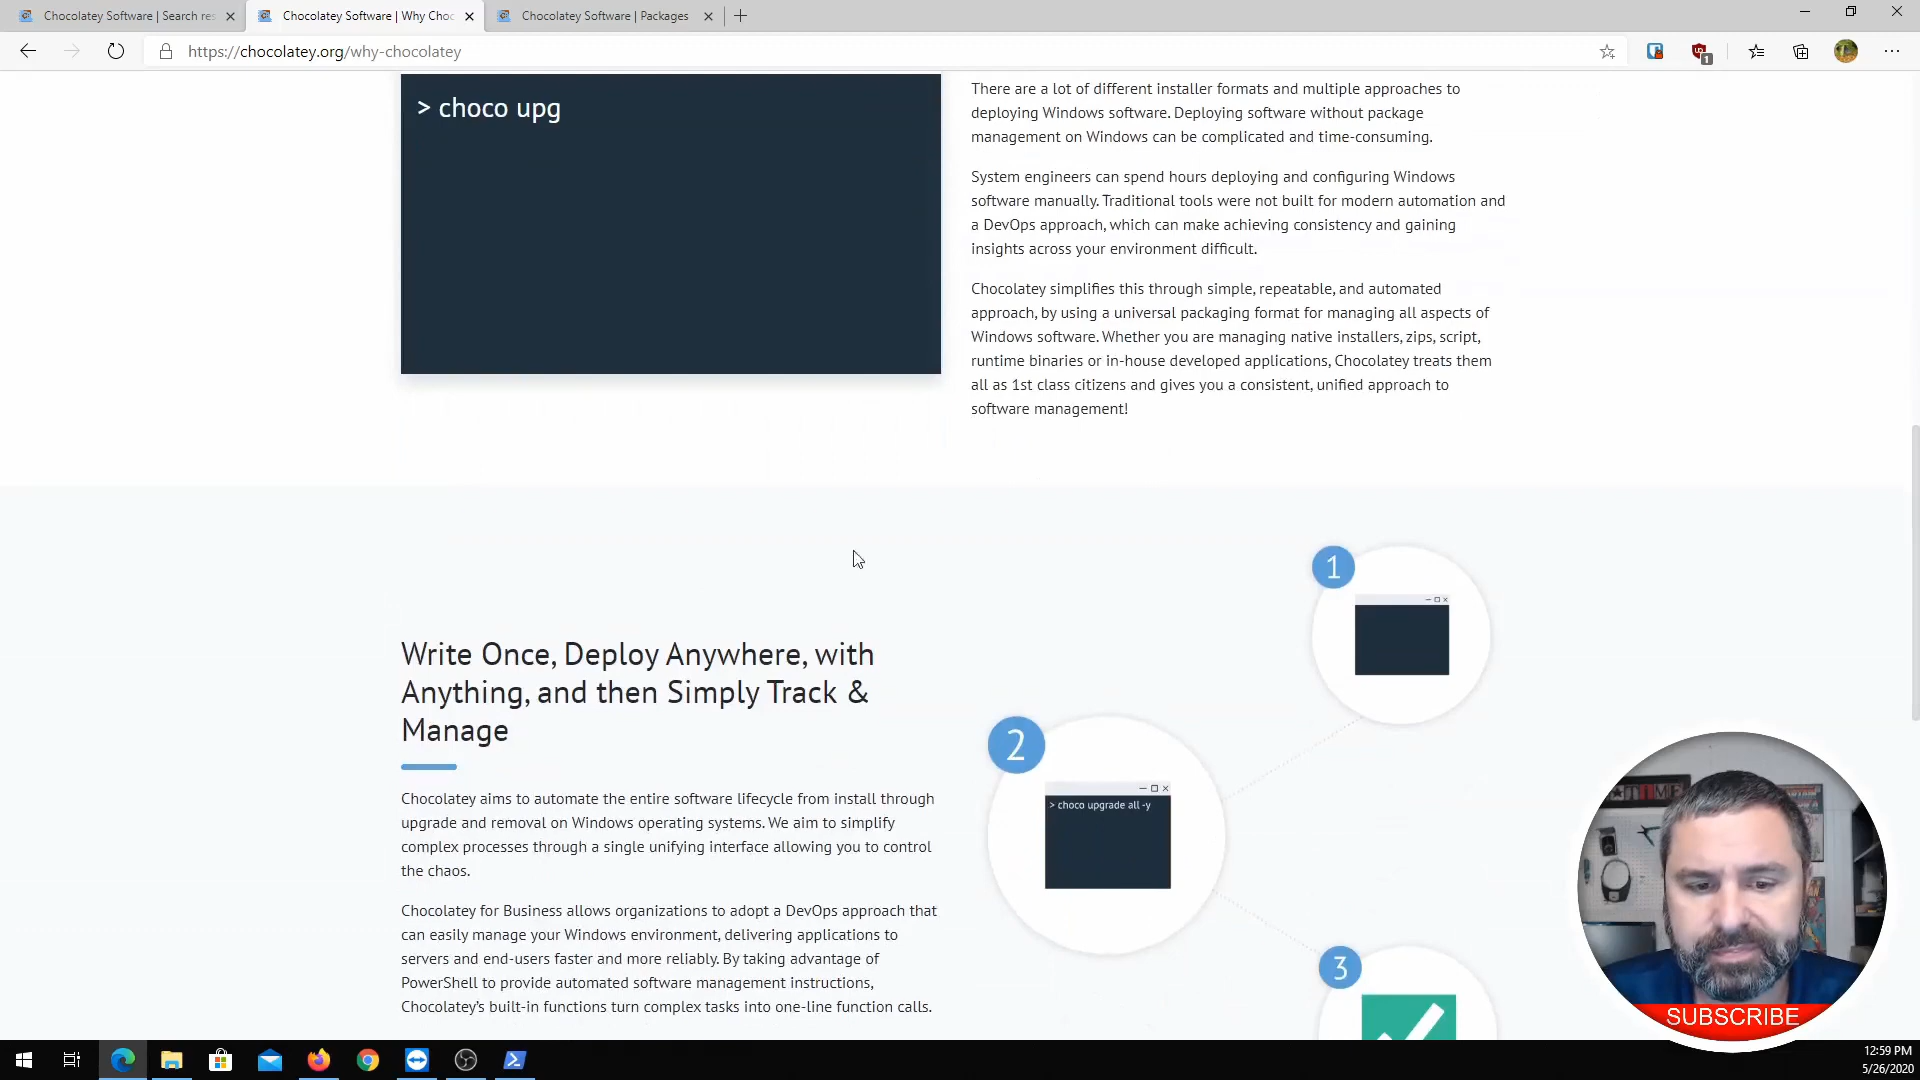 Chocolatey Software | Search res
Chocolatey Software | Why Choc
Chocolatey Software | Packages
https://chocolatey.org/why-chocolatey
1
> choco upg
There are a lot of different installer formats and multiple approaches to
deploying Windows software. Deploying software without package
management on Windows can be complicated and time-consuming.
System engineers can spend hours deploying and configuring Windows
software manually. Traditional tools were not built for modern automation and
a DevOps approach, which can make achieving consistency and gaining
insights across your environment difficult.
Chocolatey simplifies this through simple, repeatable, and automated
approach, by using a universal packaging format for managing all aspects of
Windows software. Whether you are managing native installers, zips, script,
runtime binaries or in-house developed applications, Chocolatey treats them
all as 1st class citizens and gives you a consistent, unified approach to
software management!
Write Once, Deploy Anywhere, with
Anything, and then Simply Track &
Manage
Chocolatey aims to automate the entire software lifecycle from install through
upgrade and removal on Windows operating systems. We aim to simplify
complex processes through a single unifying interface allowing you to control
the chaos.
Chocolatey for Business allows organizations to adopt a DevOps approach that
can easily manage your Windows environment, delivering applications to
servers and end-users faster and more reliably. By taking advantage of
PowerShell to provide automated software management instructions,
Chocolatey's built-in functions turn complex tasks into one-line function calls.
1
2
> choco upgrade all -y
3
TIME
SUBSCRIBE
12:59 PM
5/26/2020